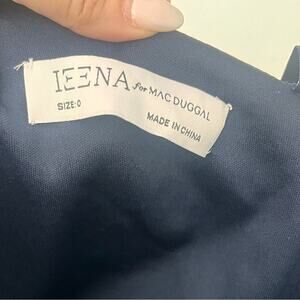 IEENA for MAC DUGGAL
SIZE:0
MADE IN CHINA